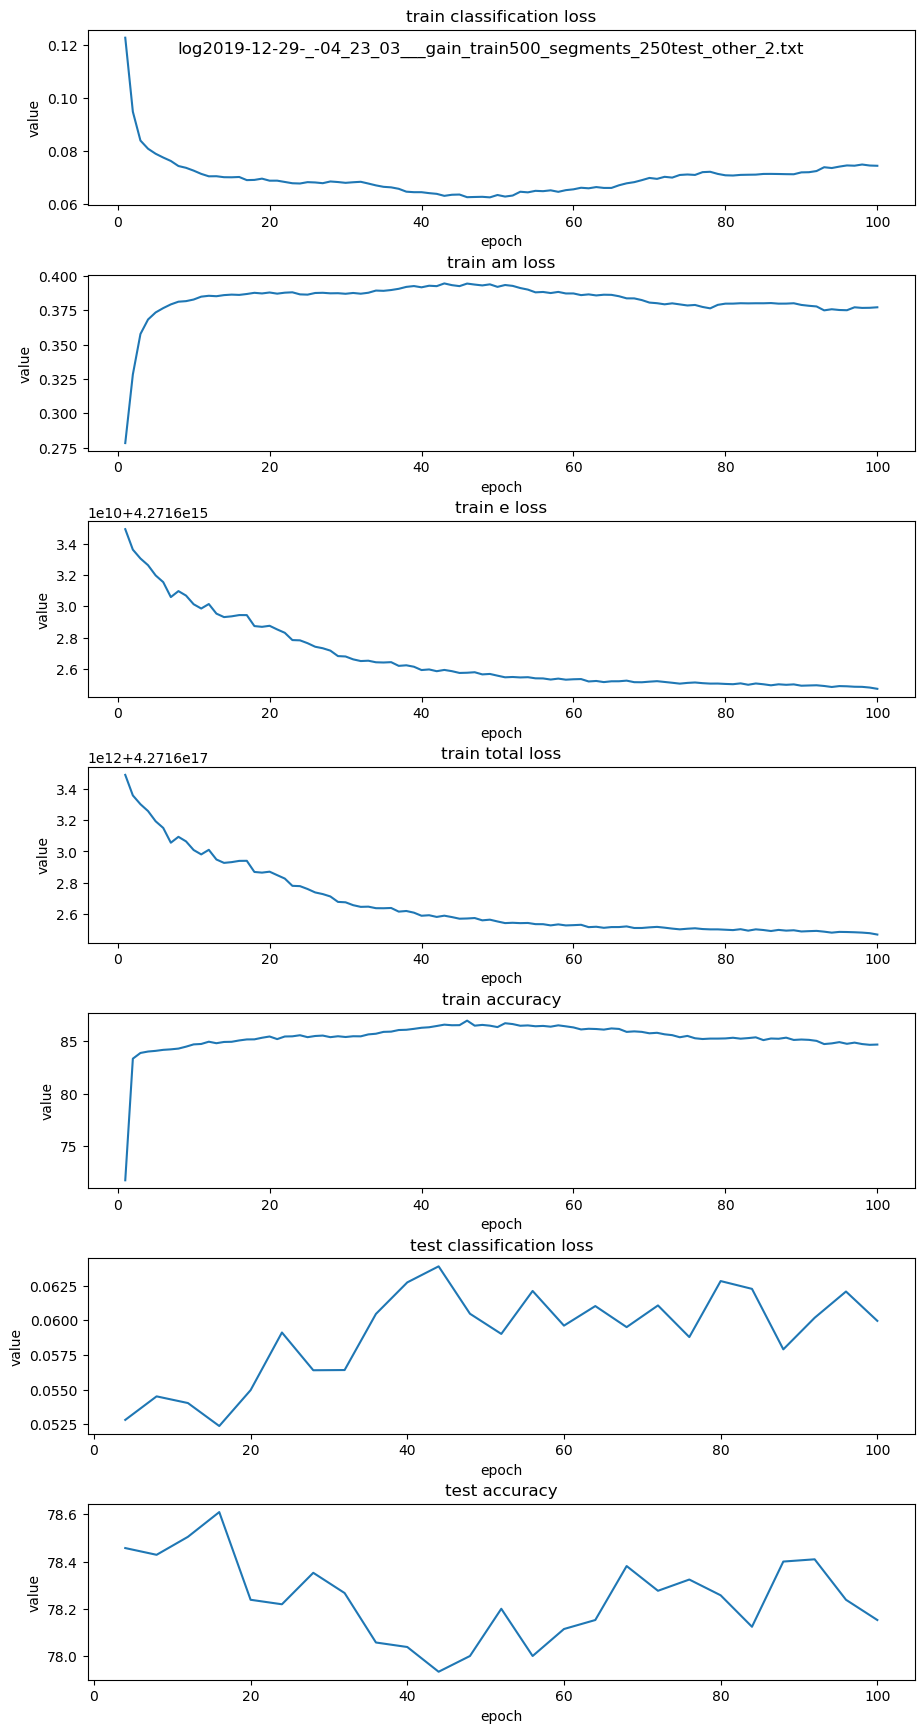 train classification loss
log2019-12-29-_-04_23_03___gain_train500_segments_250test_other_2.txt
0.12
0.10
0.08
0.06
value
0 20 40 60 80 100
epoch
train am loss
0.400
0.375
0.350
0.325
0.300
0.275
value
0 20 40 60 80 100
epoch
train e loss
1e10+4.2716e15
3.4
3.2
3.0
2.8
2.6
value
0 20 40 60 80 100
epoch
train total loss
1e12+4.2716e17
3.4
3.2
3.0
2.8
2.6
value
0 20 40 60 80 100
epoch
train accuracy
85
80
75
value
0 20 40 60 80 100
epoch
test classification loss
0.0625
0.0600
0.0575
0.0550
0.0525
value
0 20 40 60 80 100
epoch
test accuracy
78.6
78.4
78.2
78.0
value
0 20 40 60 80 100
epoch